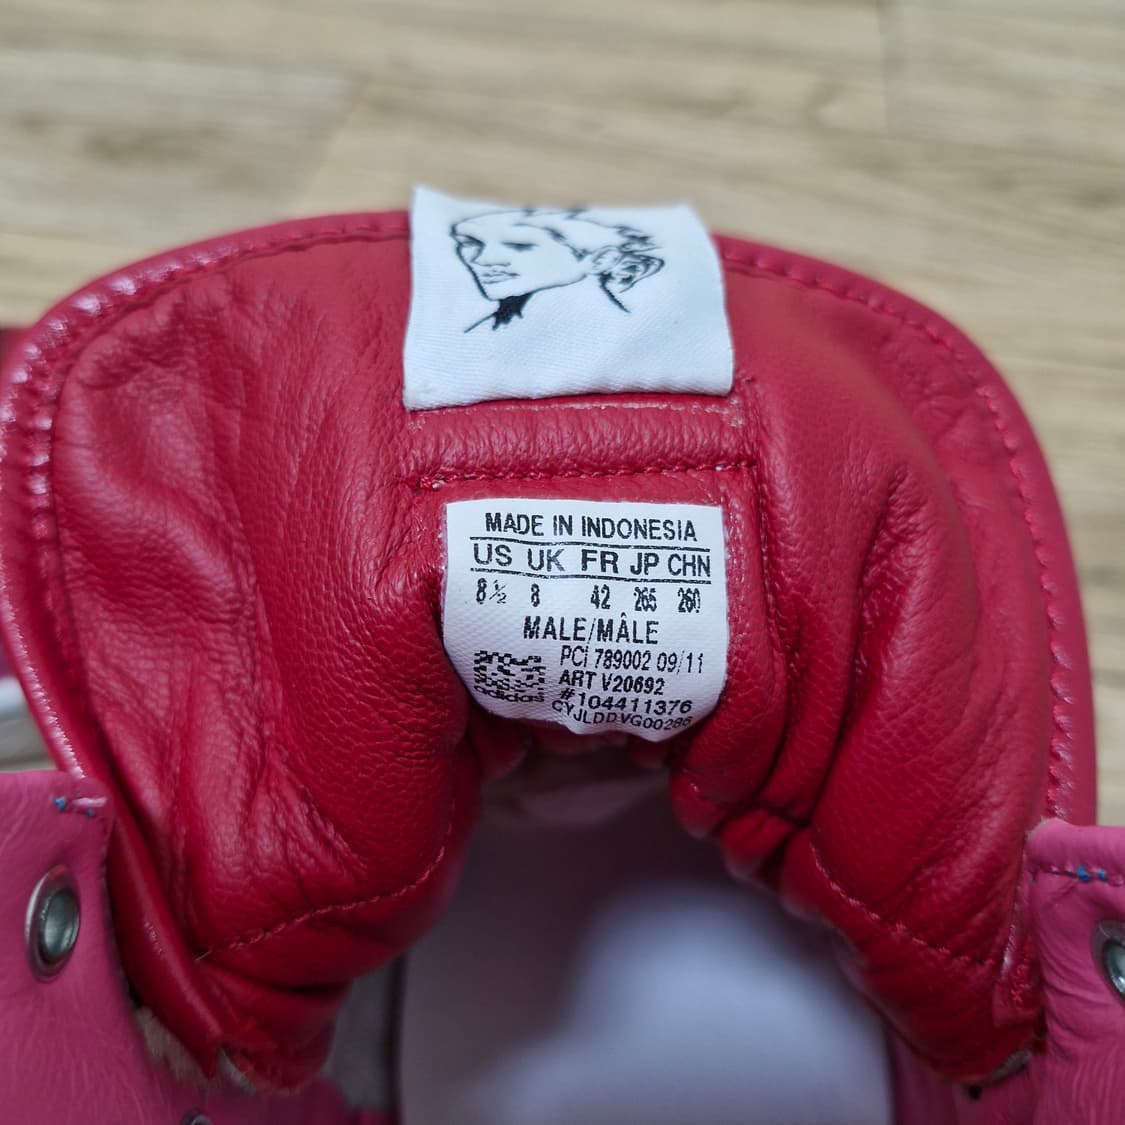 MADE IN INDONESIA
US UK FR JP CHN
8½ 8 42 265 260
MALE/MÂLE
PCI 789002 09/11
ART V20692
#104411376
adidas CYJLDDVG00286